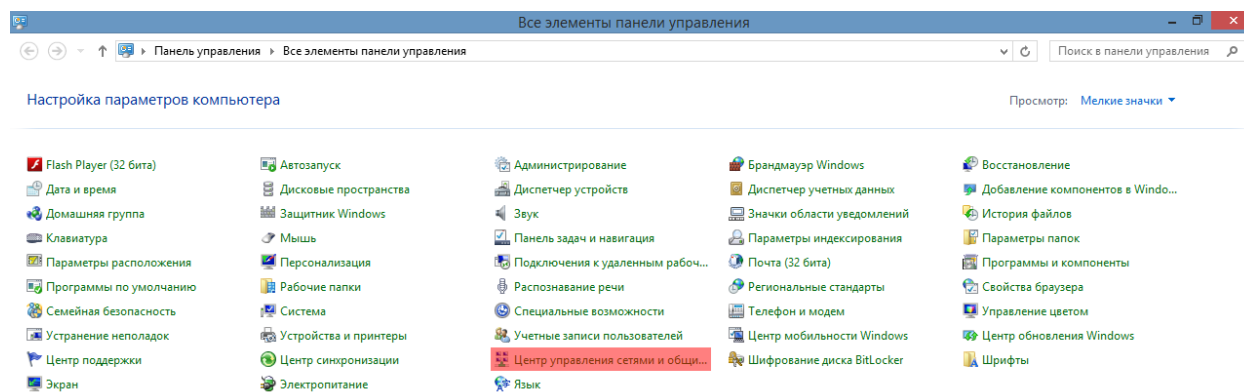 Все элементы панели управления
Панель управления
Все элементы панели управления
Поиск в панели управления
Настройка параметров компьютера
Просмотр: Мелкие значки
Flash Player (32 бита)
Автозапуск
Администрирование
Брандмауэр Windows
Восстановление
Дата и время
Дисковые пространства
Диспетчер устройств
Диспетчер учетных данных
Добавление компонентов в Windo...
Домашняя группа
Защитник Windows
Звук
Значки области уведомлений
История файлов
Клавиатура
Мышь
Панель задач и навигация
Параметры индексирования
Параметры папок
Параметры расположения
Персонализация
Подключения к удаленным рабоч...
Почта (32 бита)
Программы и компоненты
Программы по умолчанию
Рабочие папки
Распознавание речи
Региональные стандарты
Свойства браузера
Семейная безопасность
Система
Специальные возможности
Телефон и модем
Управление цветом
Устранение неполадок
Устройства и принтеры
Учетные записи пользователей
Центр мобильности Windows
Центр обновления Windows
Центр поддержки
Центр синхронизации
Центр управления сетями и общи...
Шифрование диска BitLocker
Шрифты
Экран
Электропитание
Язык